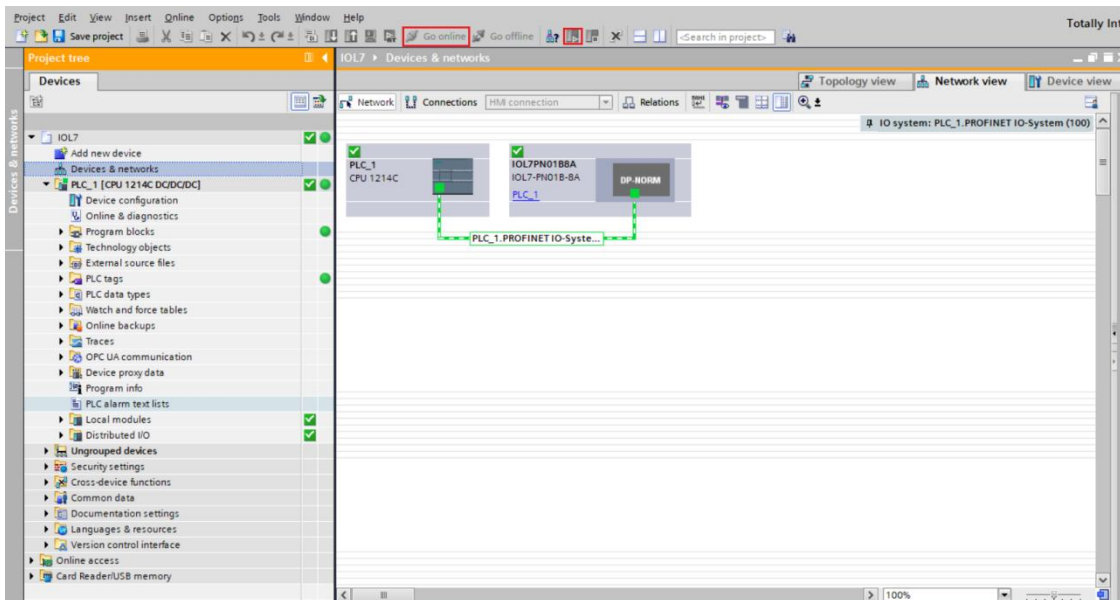 Project Edit View Insert Online Options Tools Window Help
Totally Int
Save project Go online Go offline <Search in project>
Project tree
IOL7 Devices & networks
Devices
Topology view Network view Device view
Network Connections HMI connection Relations
IO system: PLC_1.PROFINET IO-System (100)
Devices & networks
IOL7
Add new device
Devices & networks
PLC_1 [CPU 1214C DC/DC/DC]
Device configuration
Online & diagnostics
Program blocks
Technology objects
External source files
PLC tags
PLC data types
Watch and force tables
Online backups
Traces
OPC UA communication
Device proxy data
Program info
PLC alarm text lists
Local modules
Distributed I/O
Ungrouped devices
Security settings
Cross-device functions
Common data
Documentation settings
Languages & resources
Version control interface
Online access
Card Reader/USB memory
PLC_1
CPU 1214C
IOL7PN01B8A
IOL7-PN01B-8A
PLC_1
DP-NORM
PLC_1.PROFINET IO-Syste...
100%